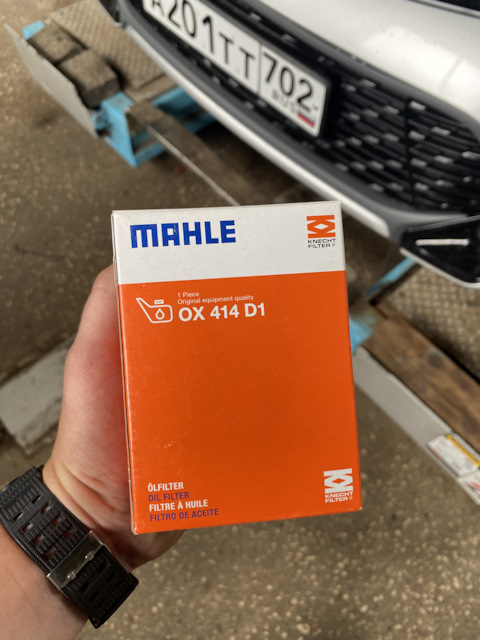 А201ТТ 702
RUS
MAHLE
KNECHT
FILTER®
1 Piece
Original equipment quality
OX 414 D1
ÖLFILTER
OIL FILTER
FILTRE À HUILE
FILTRO DE ACEITE
KNECHT
FILTER®